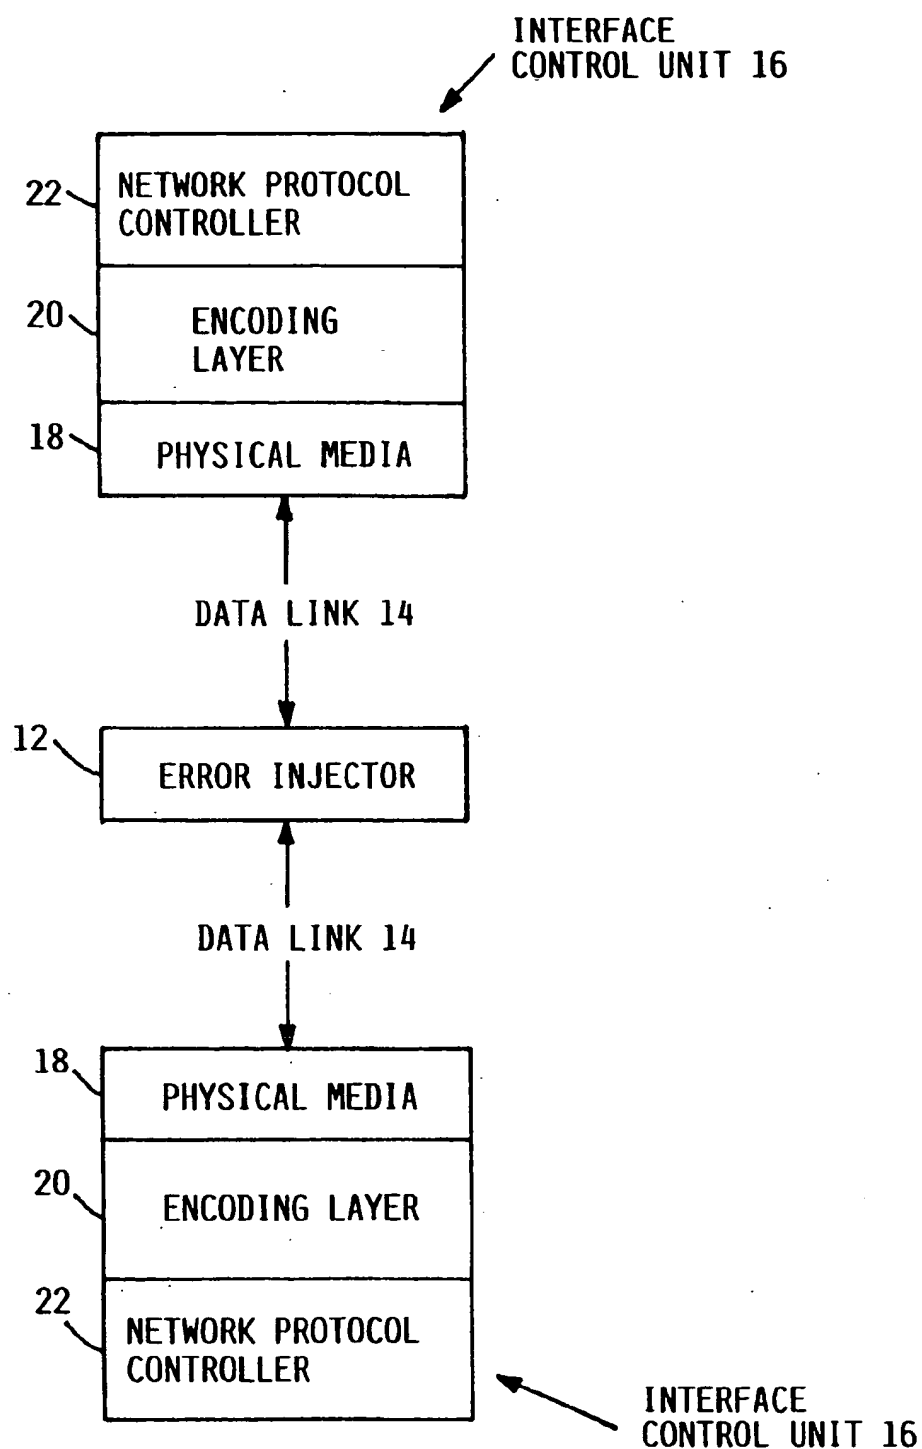 INTERFACE
CONTROL UNIT 16
22
NETWORK PROTOCOL
CONTROLLER
20
ENCODING
LAYER
18
PHYSICAL MEDIA
DATA LINK 14
12
ERROR INJECTOR
DATA LINK 14
18
PHYSICAL MEDIA
20
ENCODING LAYER
22
NETWORK PROTOCOL
CONTROLLER
INTERFACE
CONTROL UNIT 16